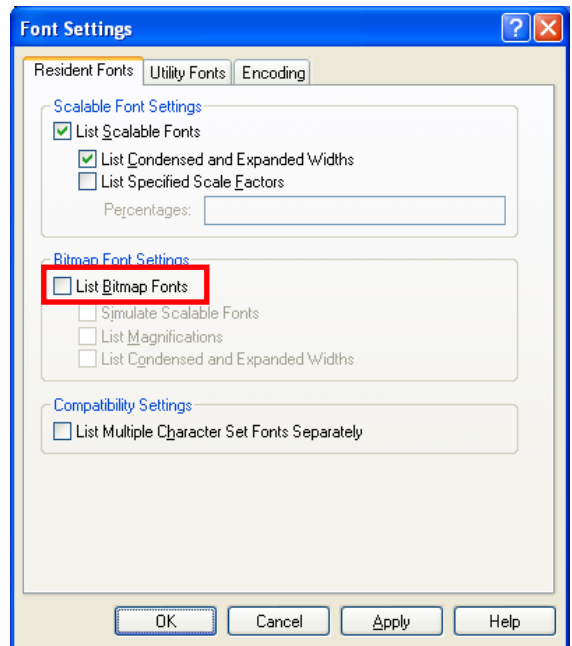 Font Settings
Resident Fonts Utility Fonts Encoding
Scalable Font Settings
List Scalable Fonts
List Condensed and Expanded Widths
List Specified Scale Factors
Percentages:
Bitmap Font Settings
List Bitmap Fonts
Simulate Scalable Fonts
List Magnifications
List Condensed and Expanded Widths
Compatibility Settings
List Multiple Character Set Fonts Separately
OK Cancel Apply Help